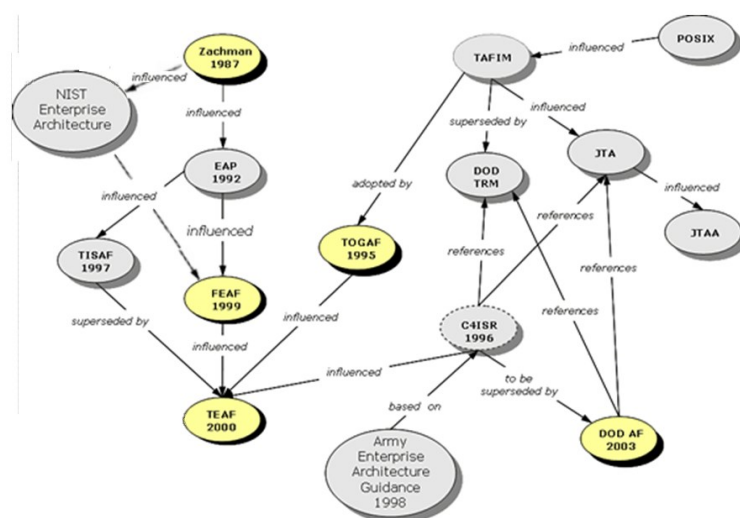 Zachman
1987
TAFIM
influenced
POSIX
influenced
NIST
Enterprise
Architecture
influenced
superseded by
influenced
EAP
1992
DOD
TRM
JTA
influenced
adopted by
influenced
influenced
references
JTAA
TISAF
1997
TOGAF
1995
references
references
FEAF
1999
superseded by
influenced
influenced
C4ISR
1996
references
influenced
to be
superseded by
TEAF
2000
based on
DOD AF
2003
Army
Enterprise
Architecture
Guidance
1998